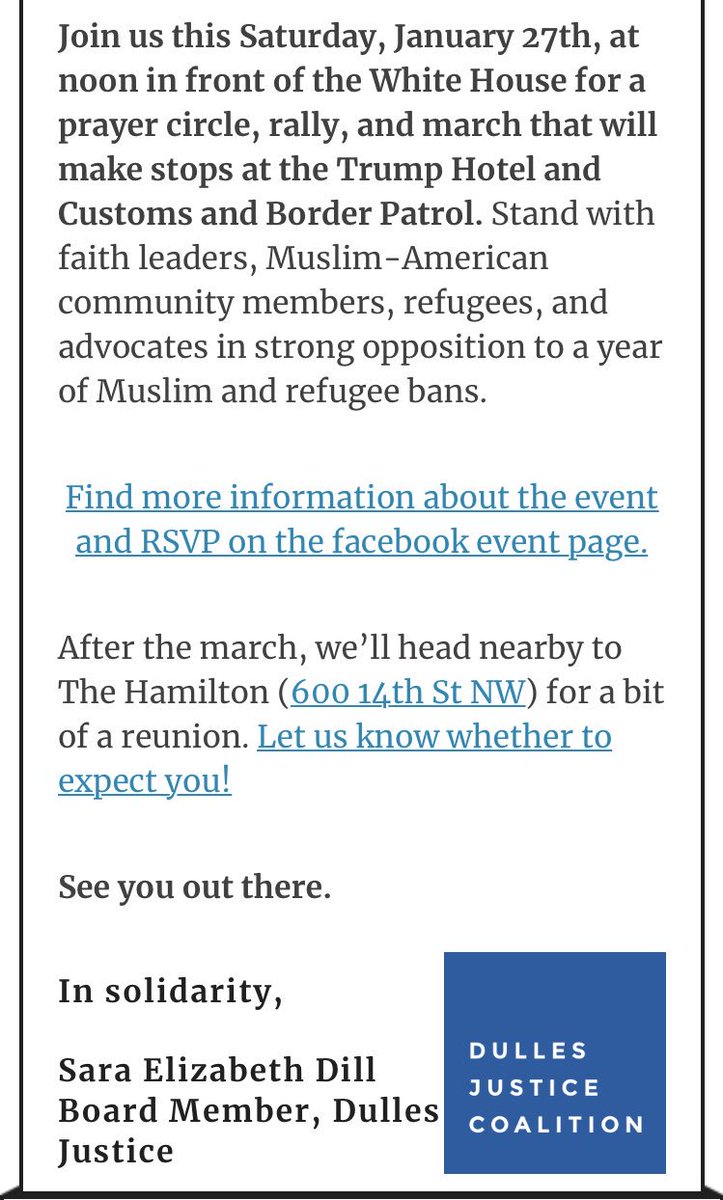 Join us this Saturday, January 27th, at
noon in front of the White House for a
prayer circle, rally, and march that will
make stops at the Trump Hotel and
Customs and Border Patrol. Stand with
faith leaders, Muslim-American
community members, refugees, and
advocates in strong opposition to a year
of Muslim and refugee bans.
Find more information about the event
and RSVP on the facebook event page.
After the march, we’ll head nearby to
The Hamilton (600 14th St NW) for a bit
of a reunion. Let us know whether to
expect you!
See you out there.
In solidarity,
Sara Elizabeth Dill
Board Member, Dulles
Justice
DULLES
JUSTICE
COALITION